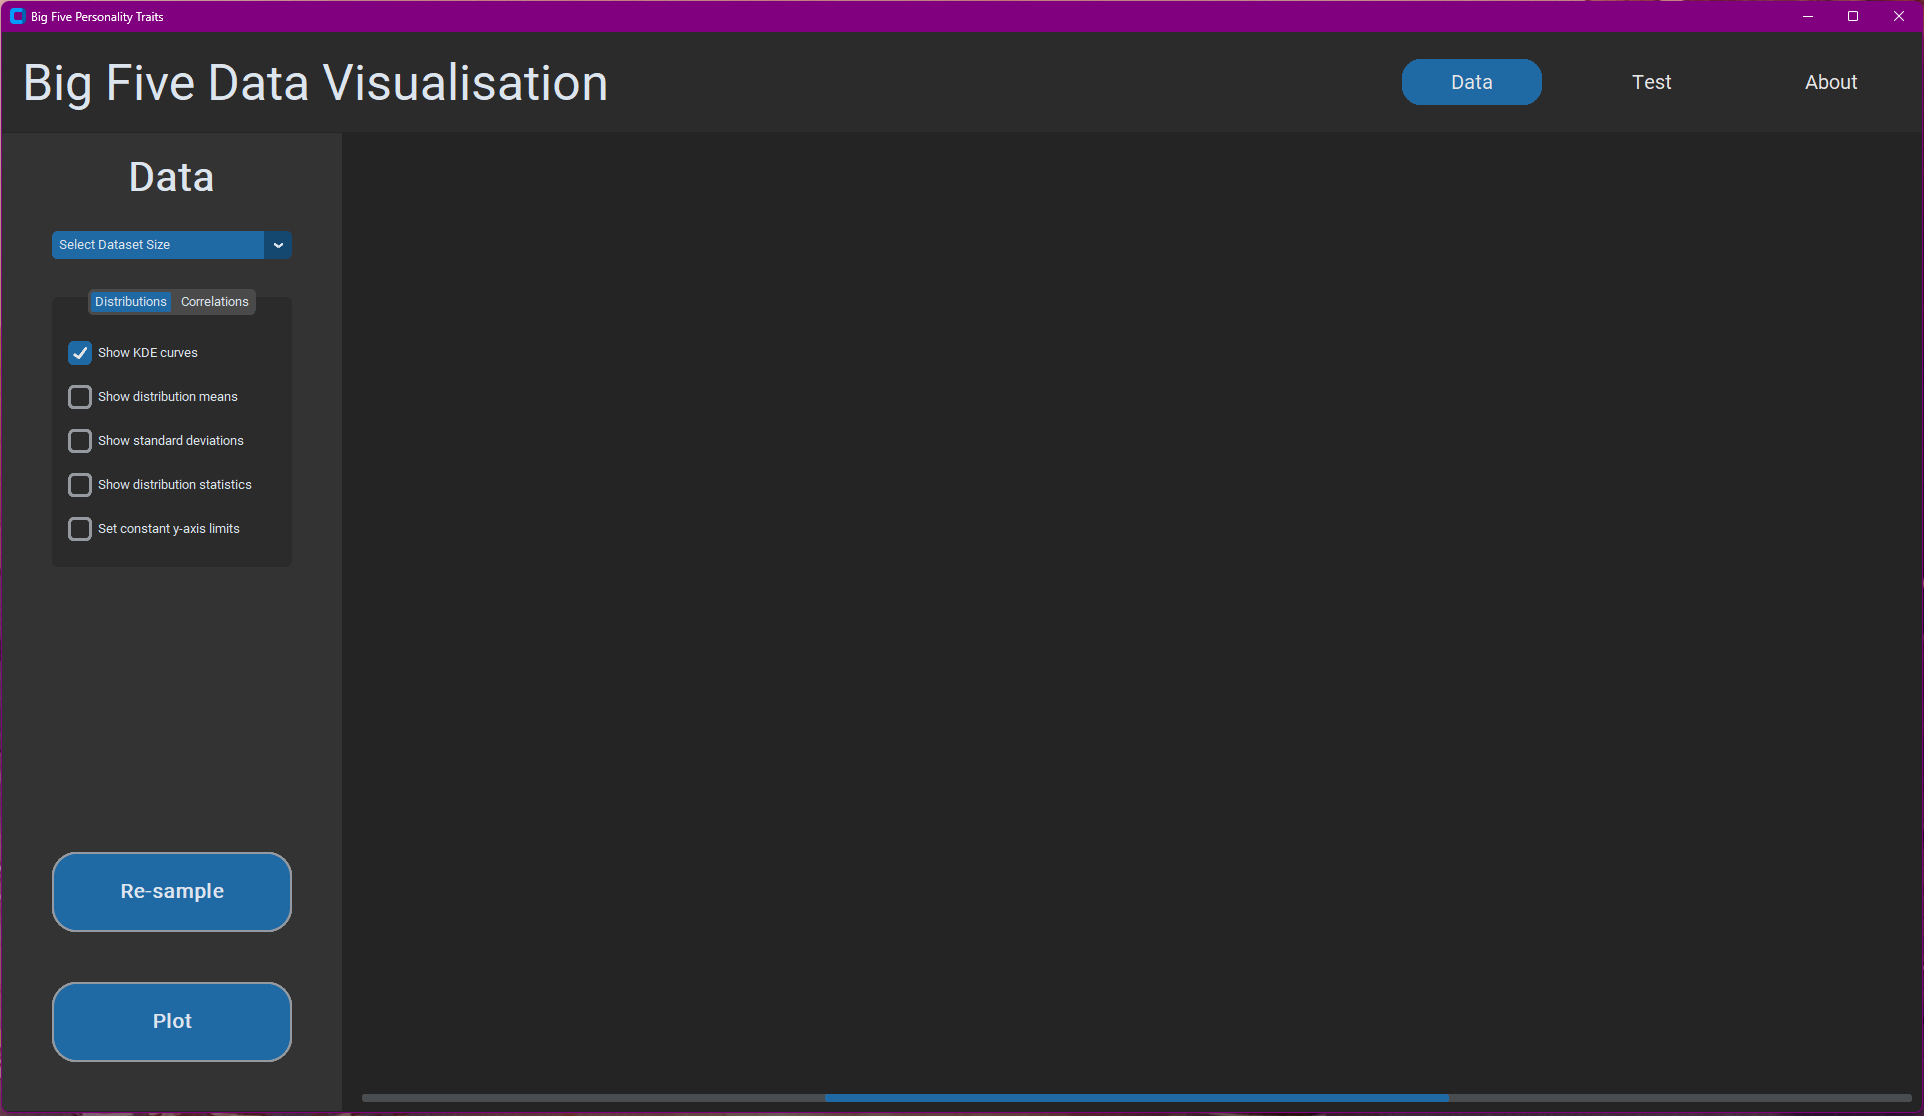 Big Five Personality Traits
Big Five Data Visualisation
Data
Test
About
Data
Select Dataset Size
Distributions
Correlations
Show KDE curves
Show distribution means
Show standard deviations
Show distribution statistics
Set constant y-axis limits
Re-sample
Plot